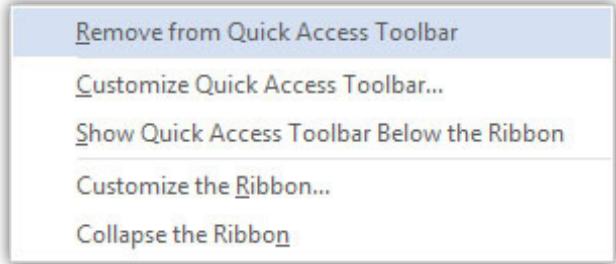 Remove from Quick Access Toolbar
Customize Quick Access Toolbar...
Show Quick Access Toolbar Below the Ribbon
Customize the Ribbon...
Collapse the Ribbon